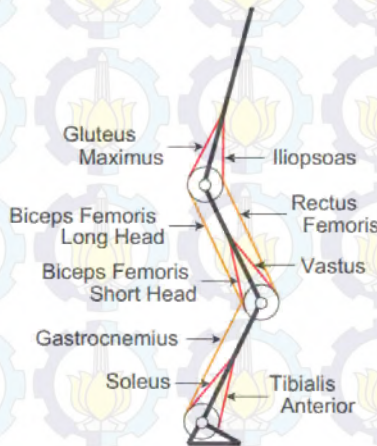 Gluteus
Maximus
Iliopsoas
Rectus
Femoris
Biceps Femoris
Long Head
Vastus
Biceps Femoris
Short Head
Gastrocnemius
Soleus
Tibialis
Anterior